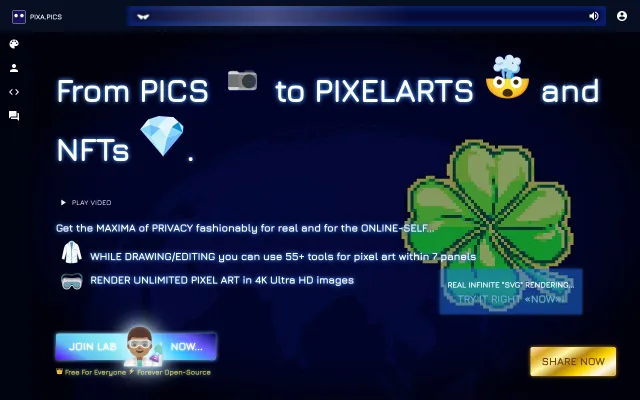 PIXA.PICS
From PICS to PIXELARTS and
NFTs .
PLAY VIDEO
Get the MAXIMA of PRIVACY fashionably for real and for the ONLINE-SELF...
WHILE DRAWING/EDITING you can use 55+ tools for pixel art within 7 panels
RENDER UNLIMITED PIXEL ART in 4K Ultra HD images
REAL INFINITE "SVG" RENDERING...
TRY IT RIGHT «NOW»!
JOIN LAB NOW...
Free For Everyone Forever Open-Source
SHARE NOW